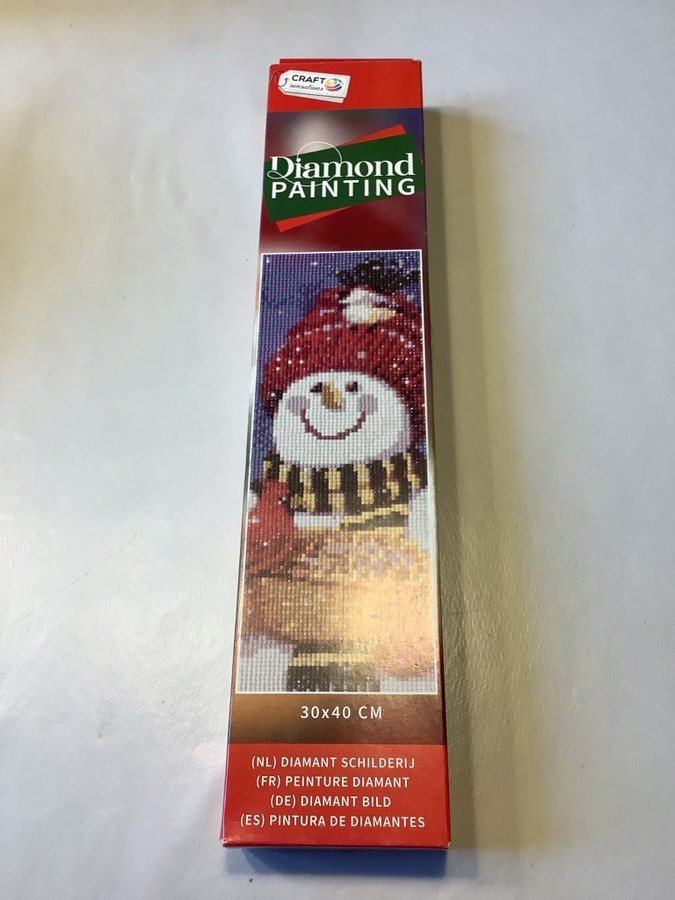 CRAFT
sensations
Diamond
PAINTING
30x40 CM
(NL) DIAMANT SCHILDERIJ
(FR) PEINTURE DIAMANT
(DE) DIAMANT BILD
(ES) PINTURA DE DIAMANTES